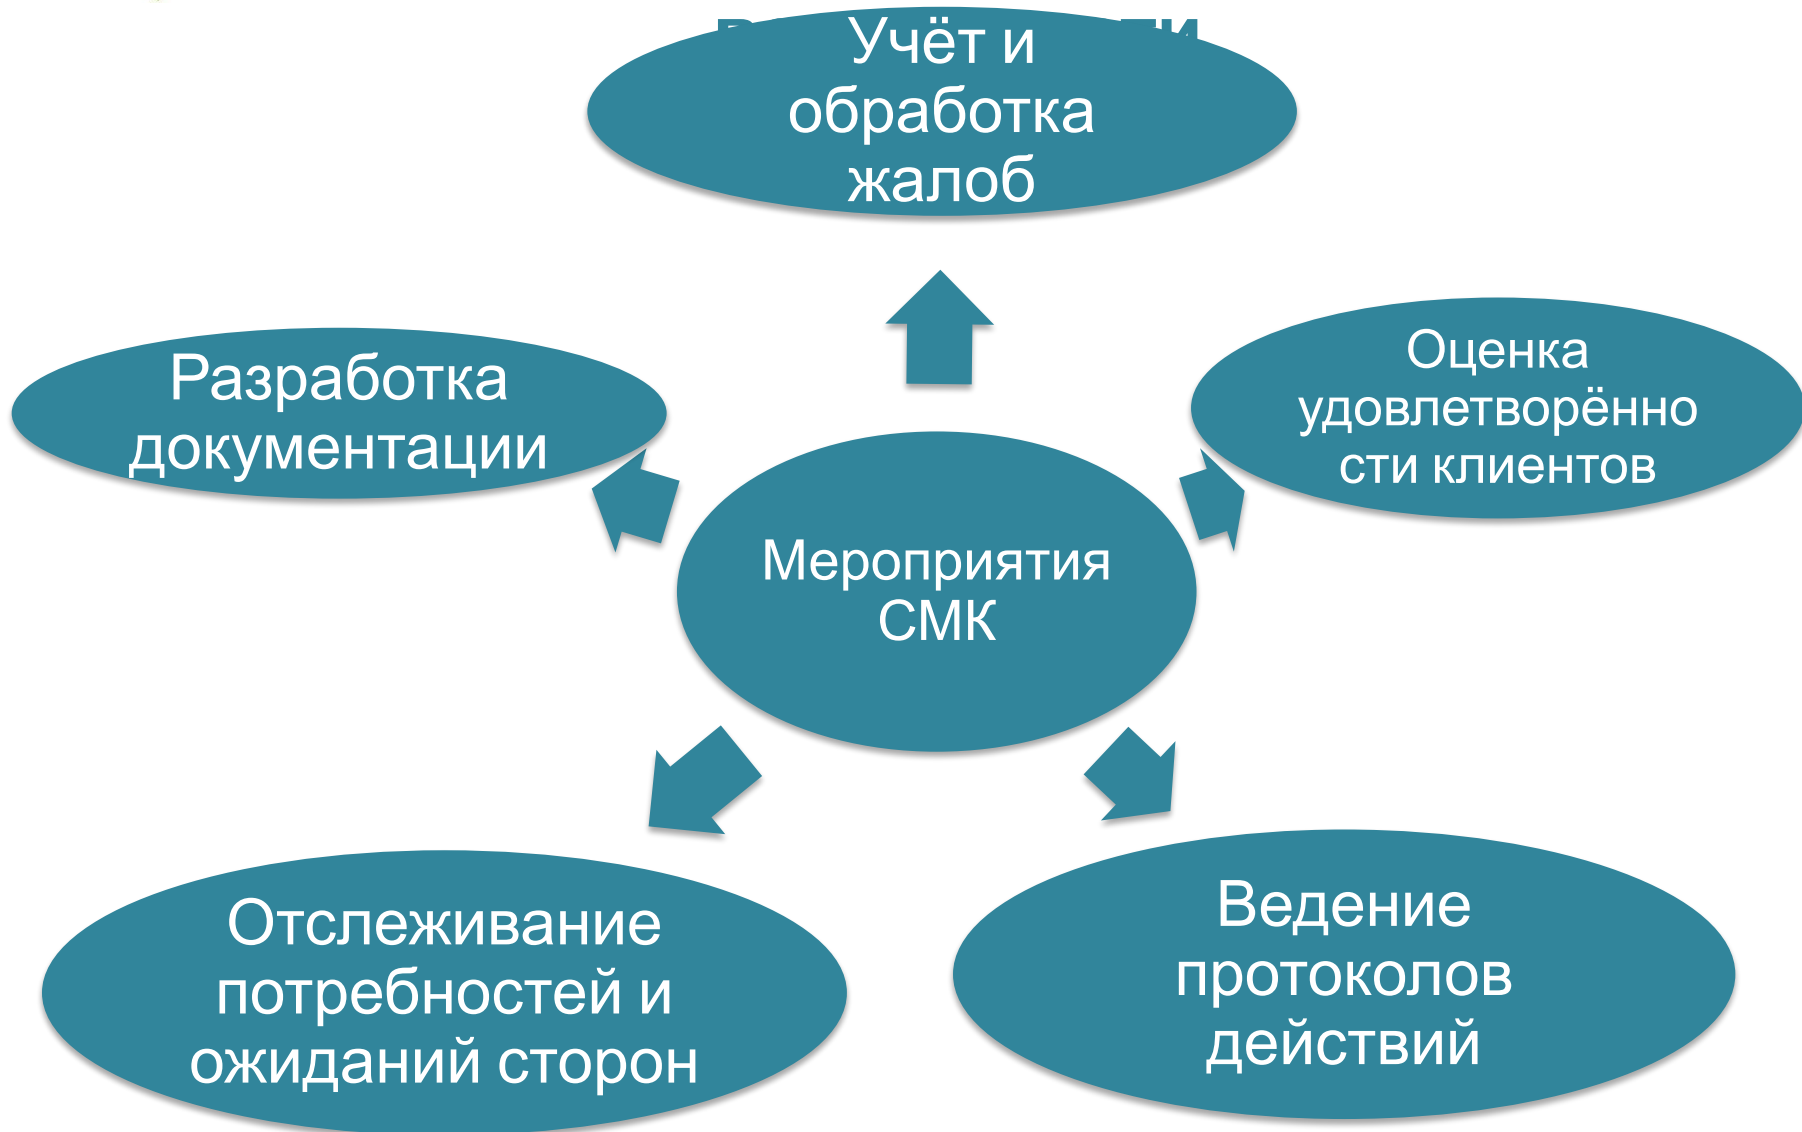 Учёт и
обработка
жалоб
Разработка
документации
Оценка
удовлетворённо
сти клиентов
Мероприятия
СМК
Отслеживание
потребностей и
ожиданий сторон
Ведение
протоколов
действий